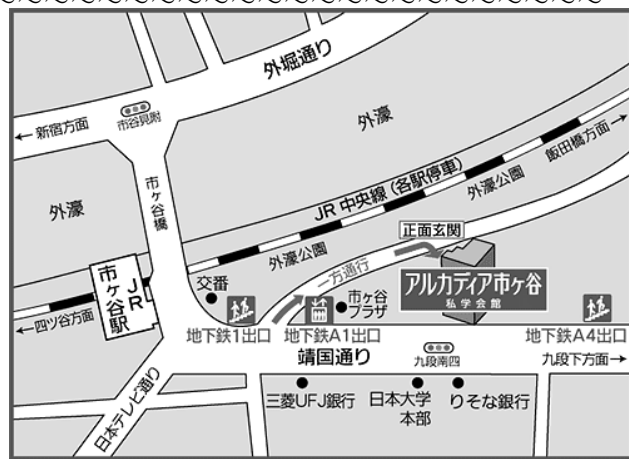 外堀通り
市谷見附
←新宿方面
外濠
飯田橋方面→
市ヶ谷橋
外濠
JR中央線(各駅停車)
外濠公園
正面玄関
外濠公園
一方通行
アルカディア市ヶ谷
私学会館
JR
市ヶ谷駅
交番
市ヶ谷
プラザ
←四ツ谷方面
地下鉄1出口
地下鉄A1出口
地下鉄A4出口
靖国通り
九段南四
九段下方面→
日本テレビ通り
三菱UFJ銀行
日本大学
本部
りそな銀行